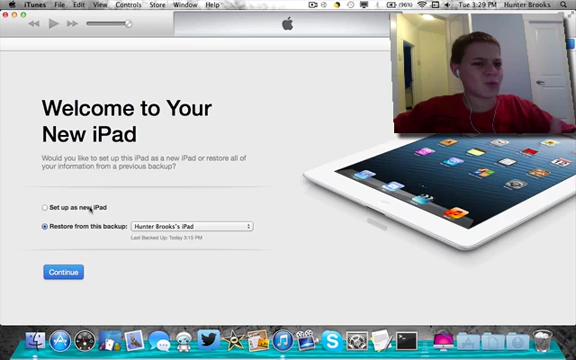 iTunes File Edit View Controls Store Window Help (96%) Tue 3:29 PM Hunter Brooks
Welcome to Your
New iPad
Would you like to set up this iPad as a new iPad or restore all of
your information from a previous backup?
Set up as new iPad
Restore from this backup: Hunter Brooks's iPad
Last Backed Up: Today 3:15 PM
Continue